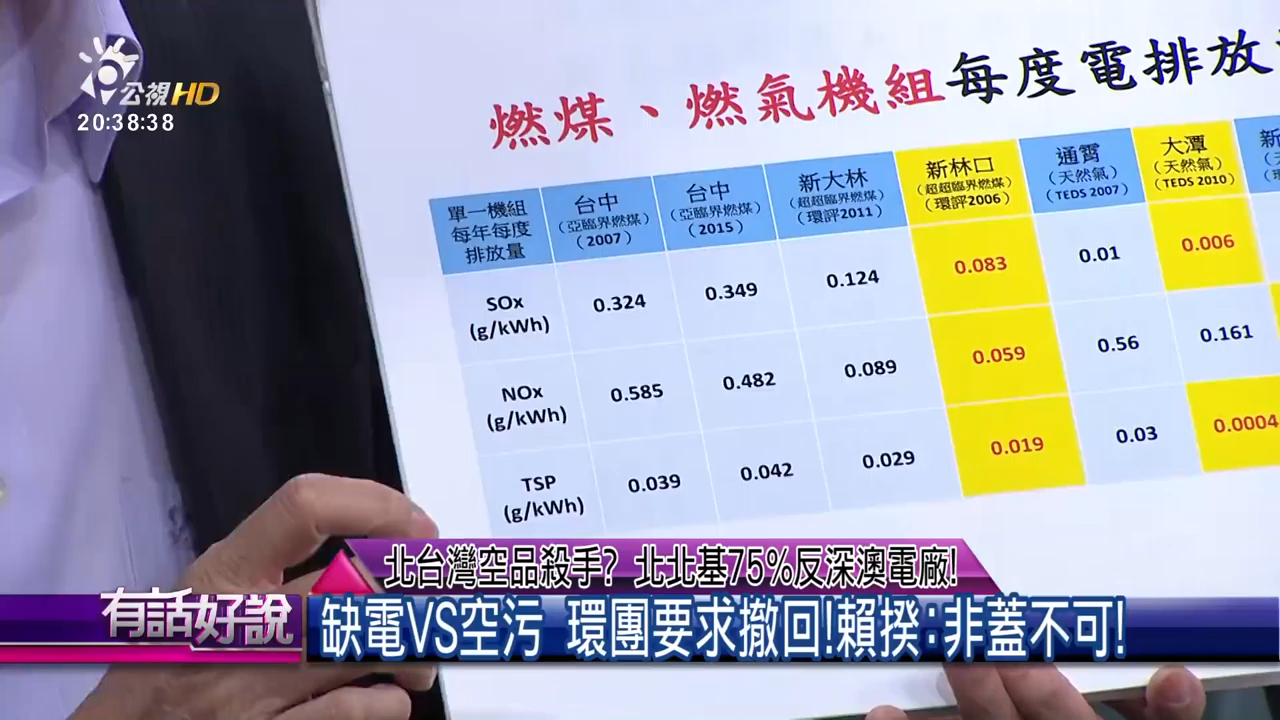 公視HD
20:38:38
燃煤、燃氣機組每度電排放
單一機組
每年每度
排放量
台中
(亞臨界燃煤)
(2007)
台中
(亞臨界燃煤)
(2015)
新大林
(超超臨界燃煤)
(環評2011)
新林口
(超超臨界燃煤)
(環評2006)
通霄
(天然氣)
(TEDS 2007)
大潭
(天然氣)
(TEDS 2010)
新
SOx
(g/kWh)
0.324
0.349
0.124
0.083
0.01
0.006
NOx
(g/kWh)
0.585
0.482
0.089
0.059
0.56
0.161
TSP
(g/kWh)
0.039
0.042
0.029
0.019
0.03
0.0004
北台灣空品殺手? 北北基75%反深澳電廠!
有話好說
缺電VS空污 環團要求撤回!賴揆:非蓋不可!